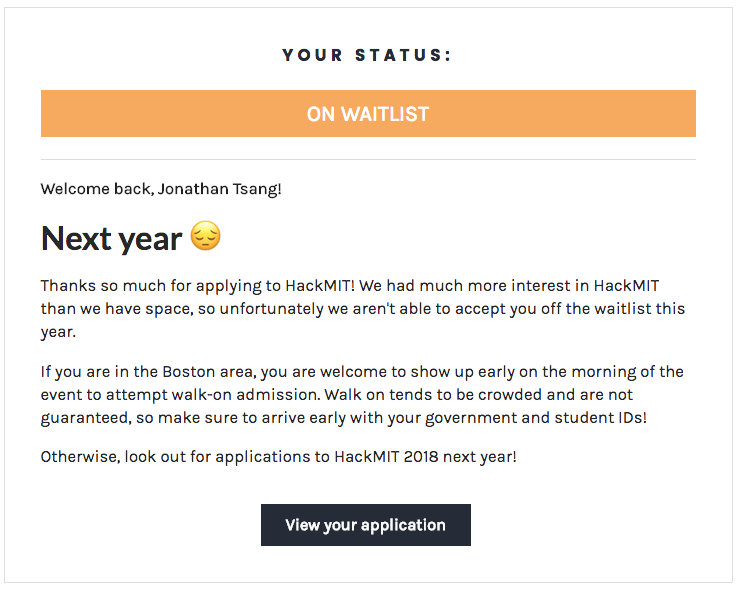 YOUR STATUS:
ON WAITLIST
Welcome back, Jonathan Tsang!
Next year 😔
Thanks so much for applying to HackMIT! We had much more interest in HackMIT
than we have space, so unfortunately we aren't able to accept you off the waitlist this
year.
If you are in the Boston area, you are welcome to show up early on the morning of the
event to attempt walk-on admission. Walk on tends to be crowded and are not
guaranteed, so make sure to arrive early with your government and student IDs!
Otherwise, look out for applications to HackMIT 2018 next year!
View your application